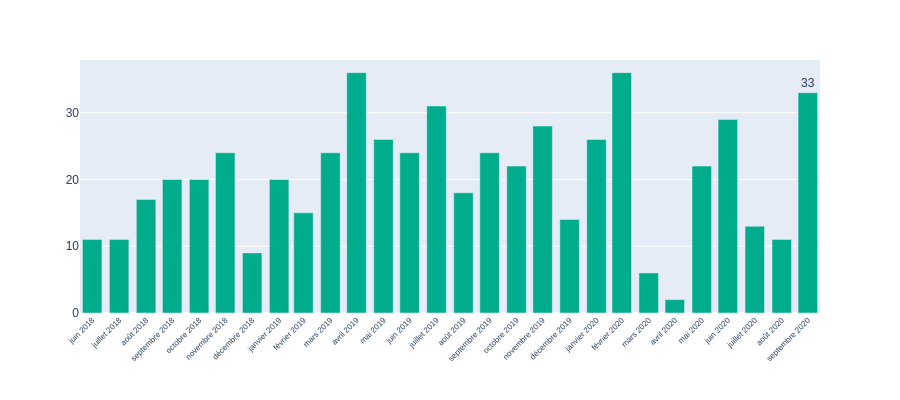 33
30
20
10
0
juin 2018
juillet 2018
août 2018
septembre 2018
octobre 2018
novembre 2018
décembre 2018
janvier 2019
février 2019
mars 2019
avril 2019
mai 2019
juin 2019
juillet 2019
août 2019
septembre 2019
octobre 2019
novembre 2019
décembre 2019
janvier 2020
février 2020
mars 2020
avril 2020
mai 2020
juin 2020
juillet 2020
août 2020
septembre 2020